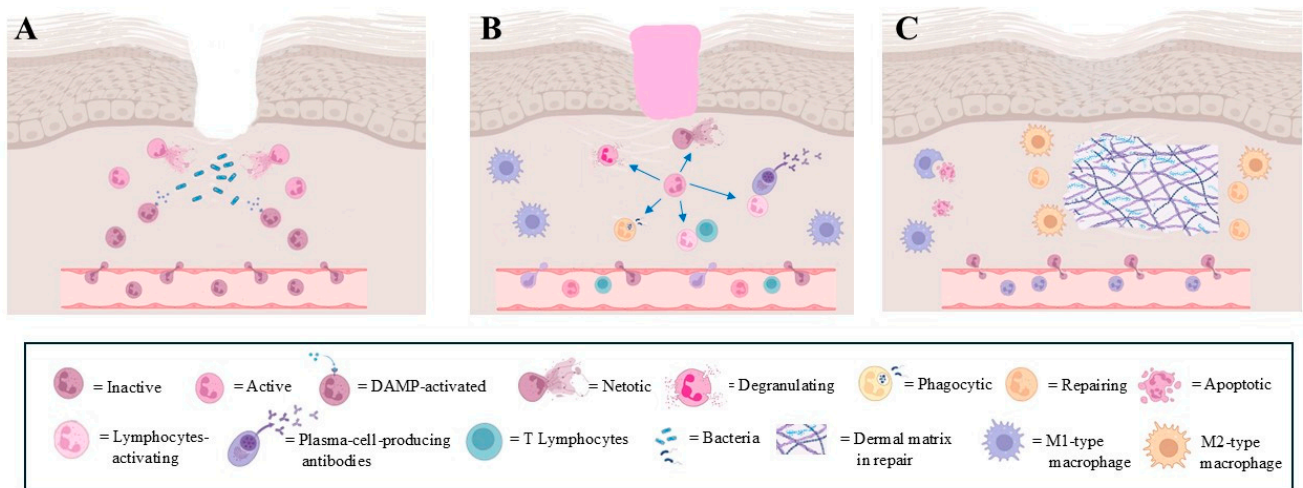 A
B
C
= Inactive
= Active
= DAMP-activated
= Netotic
= Degranulating
= Phagocytic
= Repairing
= Apoptotic
= Lymphocytes-
activating
= Plasma-cell-producing
antibodies
= T Lymphocytes
= Bacteria
= Dermal matrix
in repair
= M1-type
macrophage
M2-type
macrophage